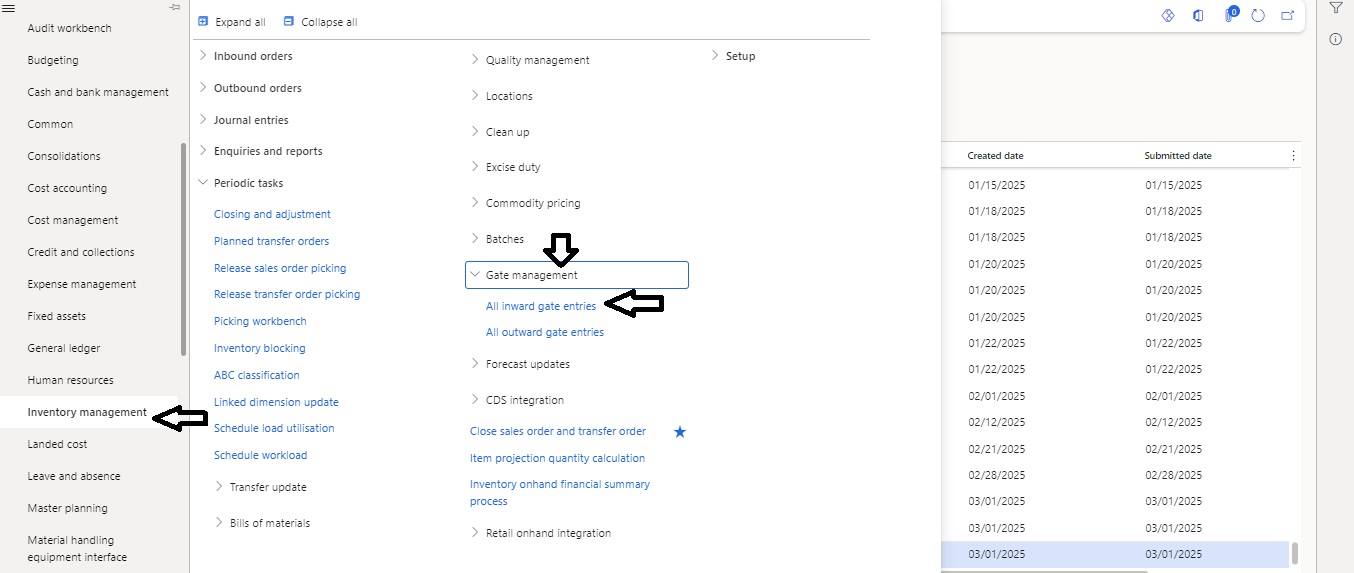 Audit workbench
Budgeting
Cash and bank management
Common
Consolidations
Cost accounting
Cost management
Credit and collections
Expense management
Fixed assets
General ledger
Human resources
Inventory management
Landed cost
Leave and absence
Master planning
Material handling
equipment interface
Expand all Collapse all
Inbound orders
Outbound orders
Journal entries
Enquiries and reports
Periodic tasks
Closing and adjustment
Planned transfer orders
Release sales order picking
Release transfer order picking
Picking workbench
Inventory blocking
ABC classification
Linked dimension update
Schedule load utilisation
Schedule workload
Transfer update
Bills of materials
Quality management
Locations
Clean up
Excise duty
Commodity pricing
Batches
Gate management
All inward gate entries
All outward gate entries
Forecast updates
CDS integration
Close sales order and transfer order
Item projection quantity calculation
Inventory onhand financial summary
process
Retail onhand integration
Setup
0
Created date Submitted date
01/15/2025 01/15/2025
01/18/2025 01/18/2025
01/18/2025 01/18/2025
01/20/2025 01/20/2025
01/20/2025 01/20/2025
01/20/2025 01/20/2025
01/22/2025 01/22/2025
01/22/2025 01/22/2025
02/01/2025 02/01/2025
02/12/2025 02/12/2025
02/21/2025 02/21/2025
02/28/2025 02/28/2025
03/01/2025 03/01/2025
03/01/2025 03/01/2025
03/01/2025 03/01/2025